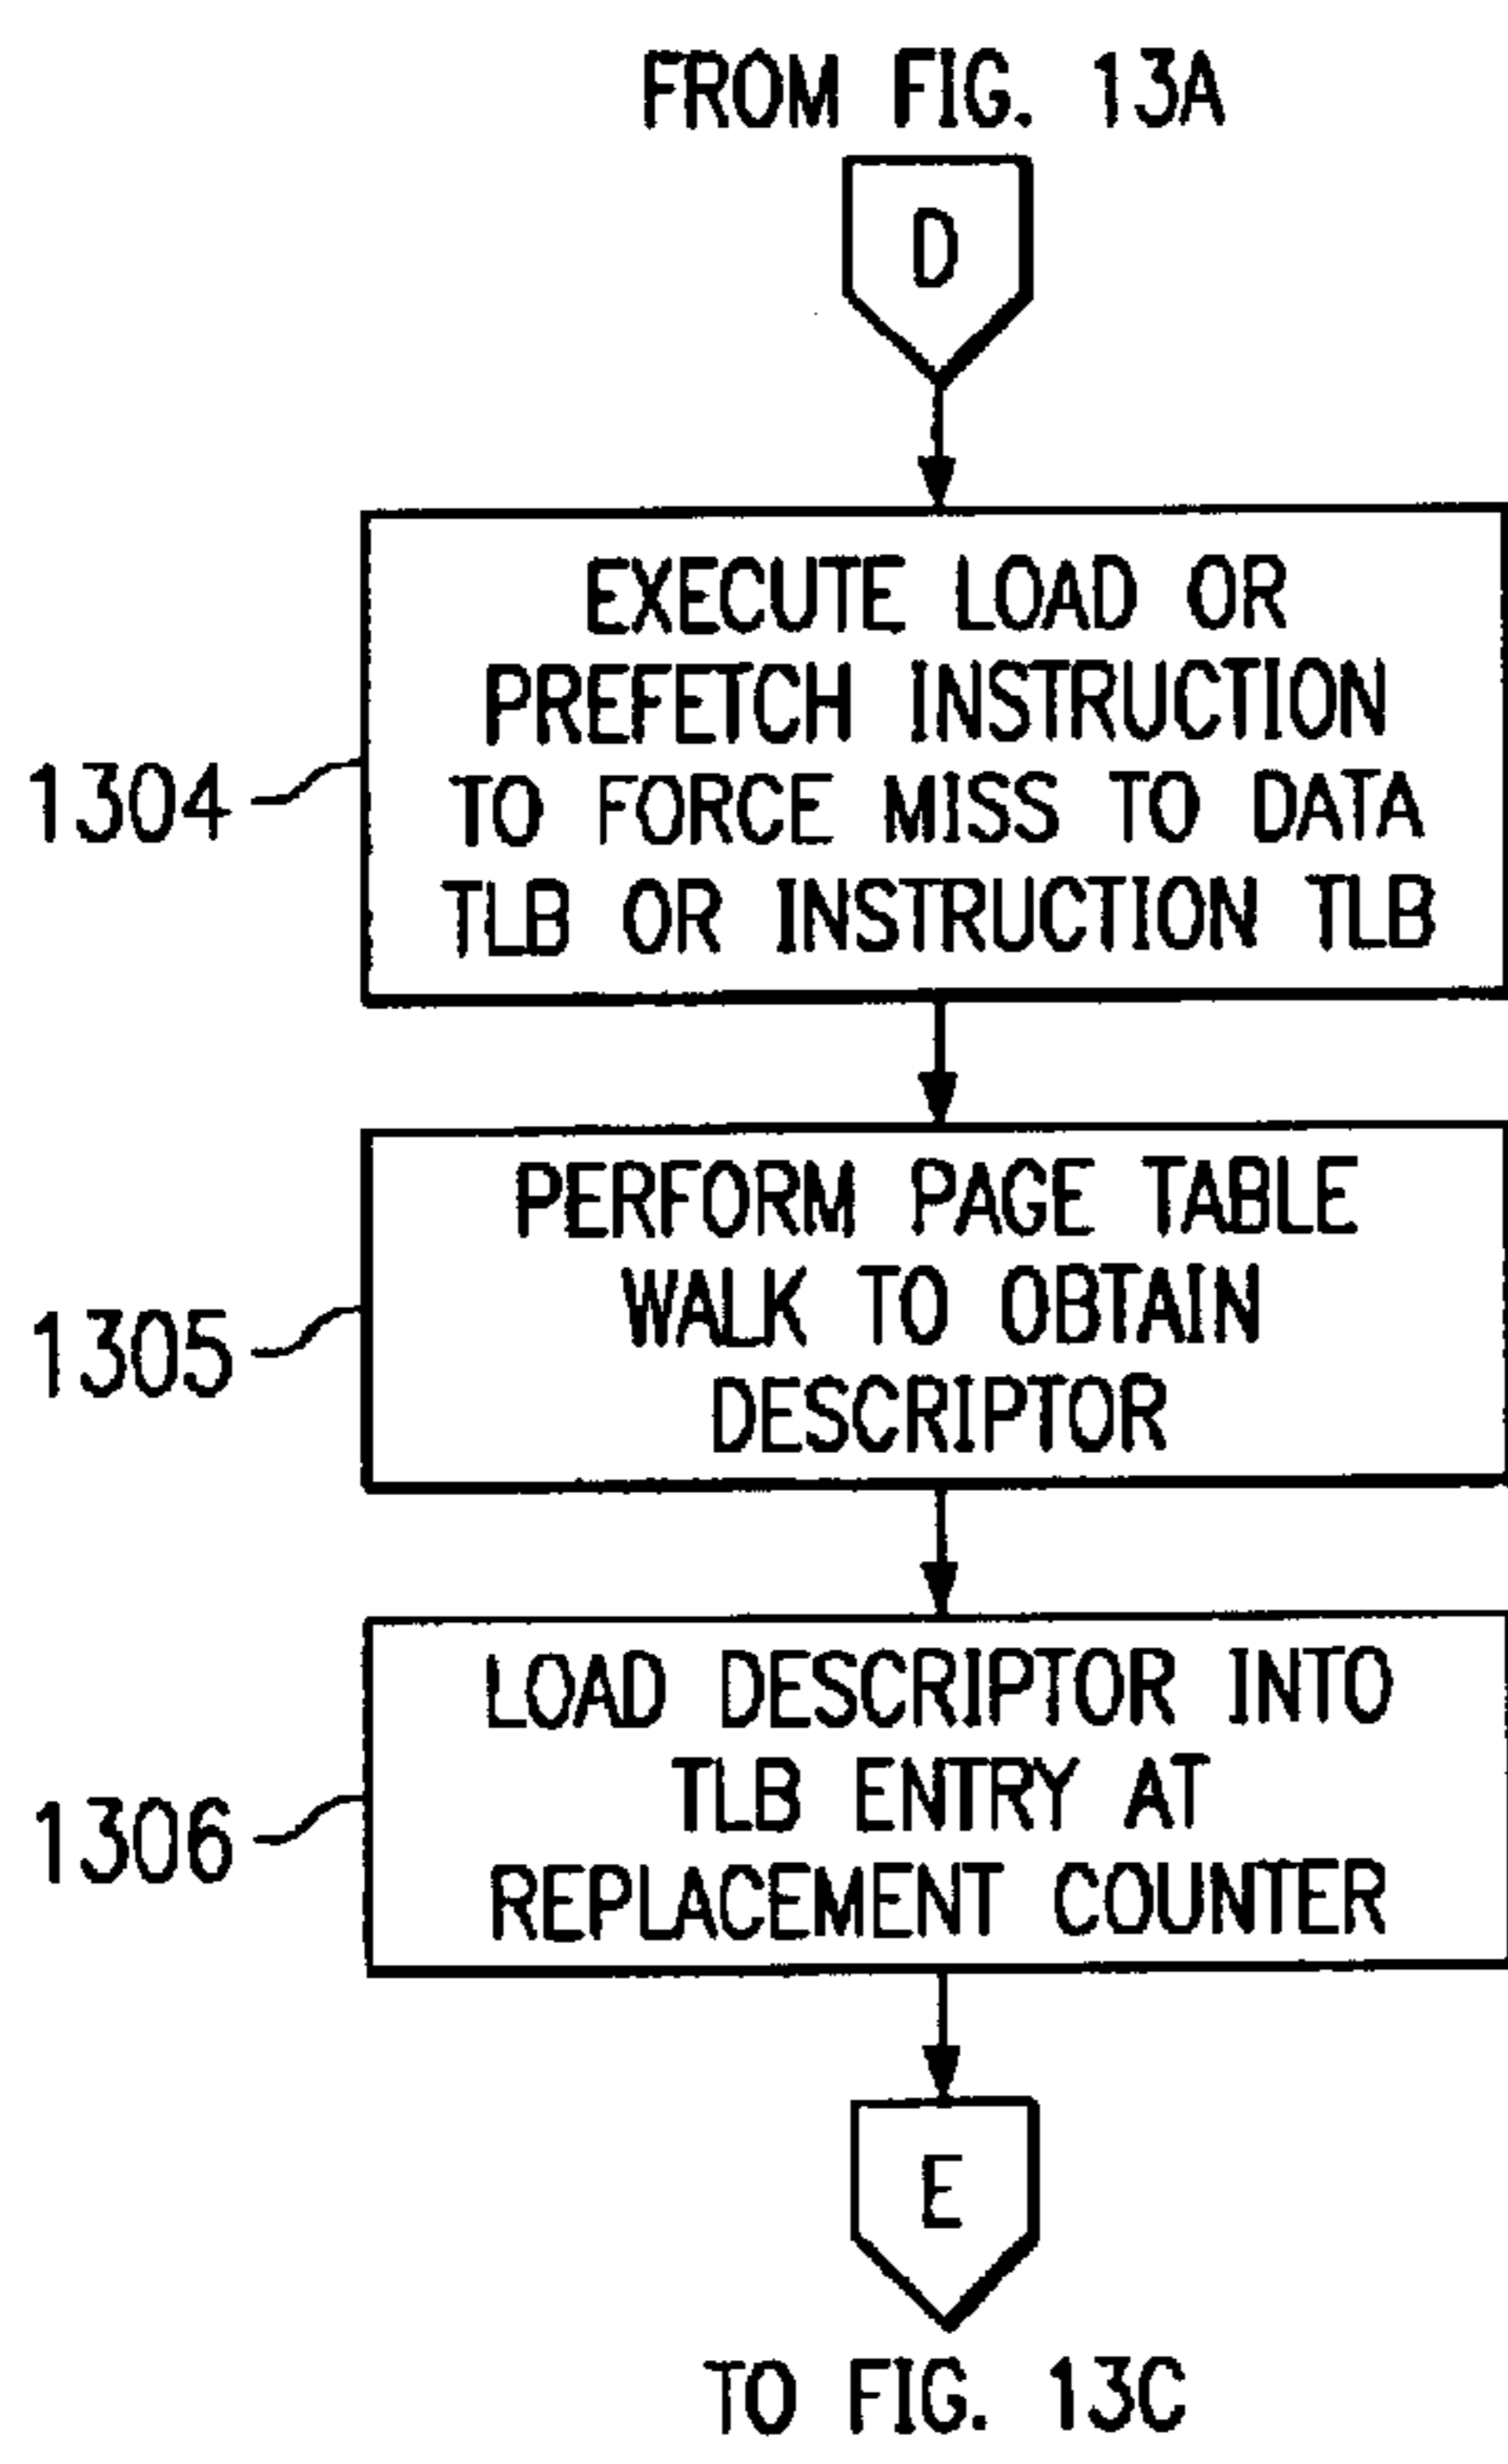 FROM FIG. 13A
D
EXECUTE LOAD OR
PREFETCH INSTRUCTION
TO FORCE MISS TO DATA
TLB OR INSTRUCTION TLB
1304
PERFORM PAGE TABLE
WALK TO OBTAIN
DESCRIPTOR
1305
LOAD DESCRIPTOR INTO
TLB ENTRY AT
REPLACEMENT COUNTER
1306
E
TO FIG. 13C